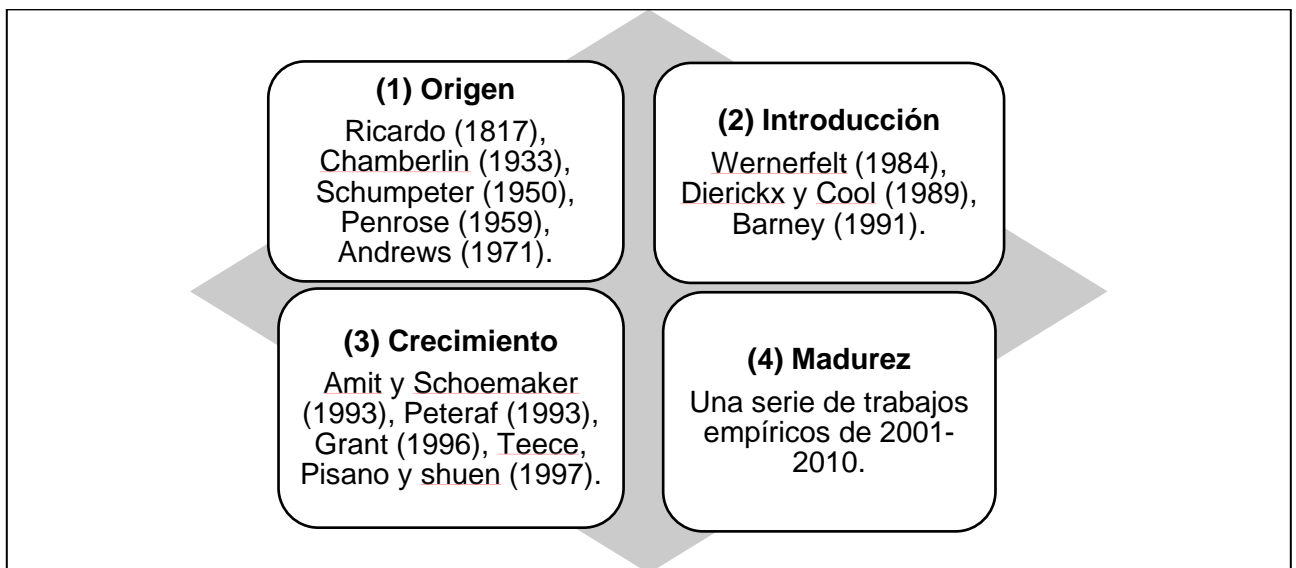 (1) Origen
Ricardo (1817),
Chamberlin (1933),
Schumpeter (1950),
Penrose (1959),
Andrews (1971).
(2) Introducción
Wernerfelt (1984),
Dierickx y Cool (1989),
Barney (1991).
(3) Crecimiento
Amit y Schoemaker
(1993), Peteraf (1993),
Grant (1996), Teece,
Pisano y shuen (1997).
(4) Madurez
Una serie de trabajos
empíricos de 2001-
2010.